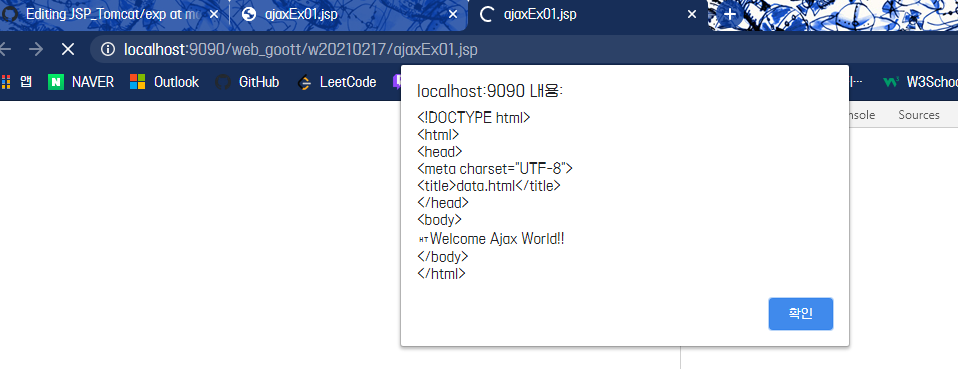 Editing JSP_Tomcat/exp at ma
ajaxEx01.jsp
ajaxEx01.jsp
localhost:9090/web_goott/w20210217/ajaxEx01.jsp
앱 NAVER Outlook GitHub LeetCode W3Schoo
nsole Sources
localhost:9090 내용:
<!DOCTYPE html>
<html>
<head>
<meta charset="UTF-8">
<title>data.html</title>
</head>
<body>
HT Welcome Ajax World!!
</body>
</html>
확인